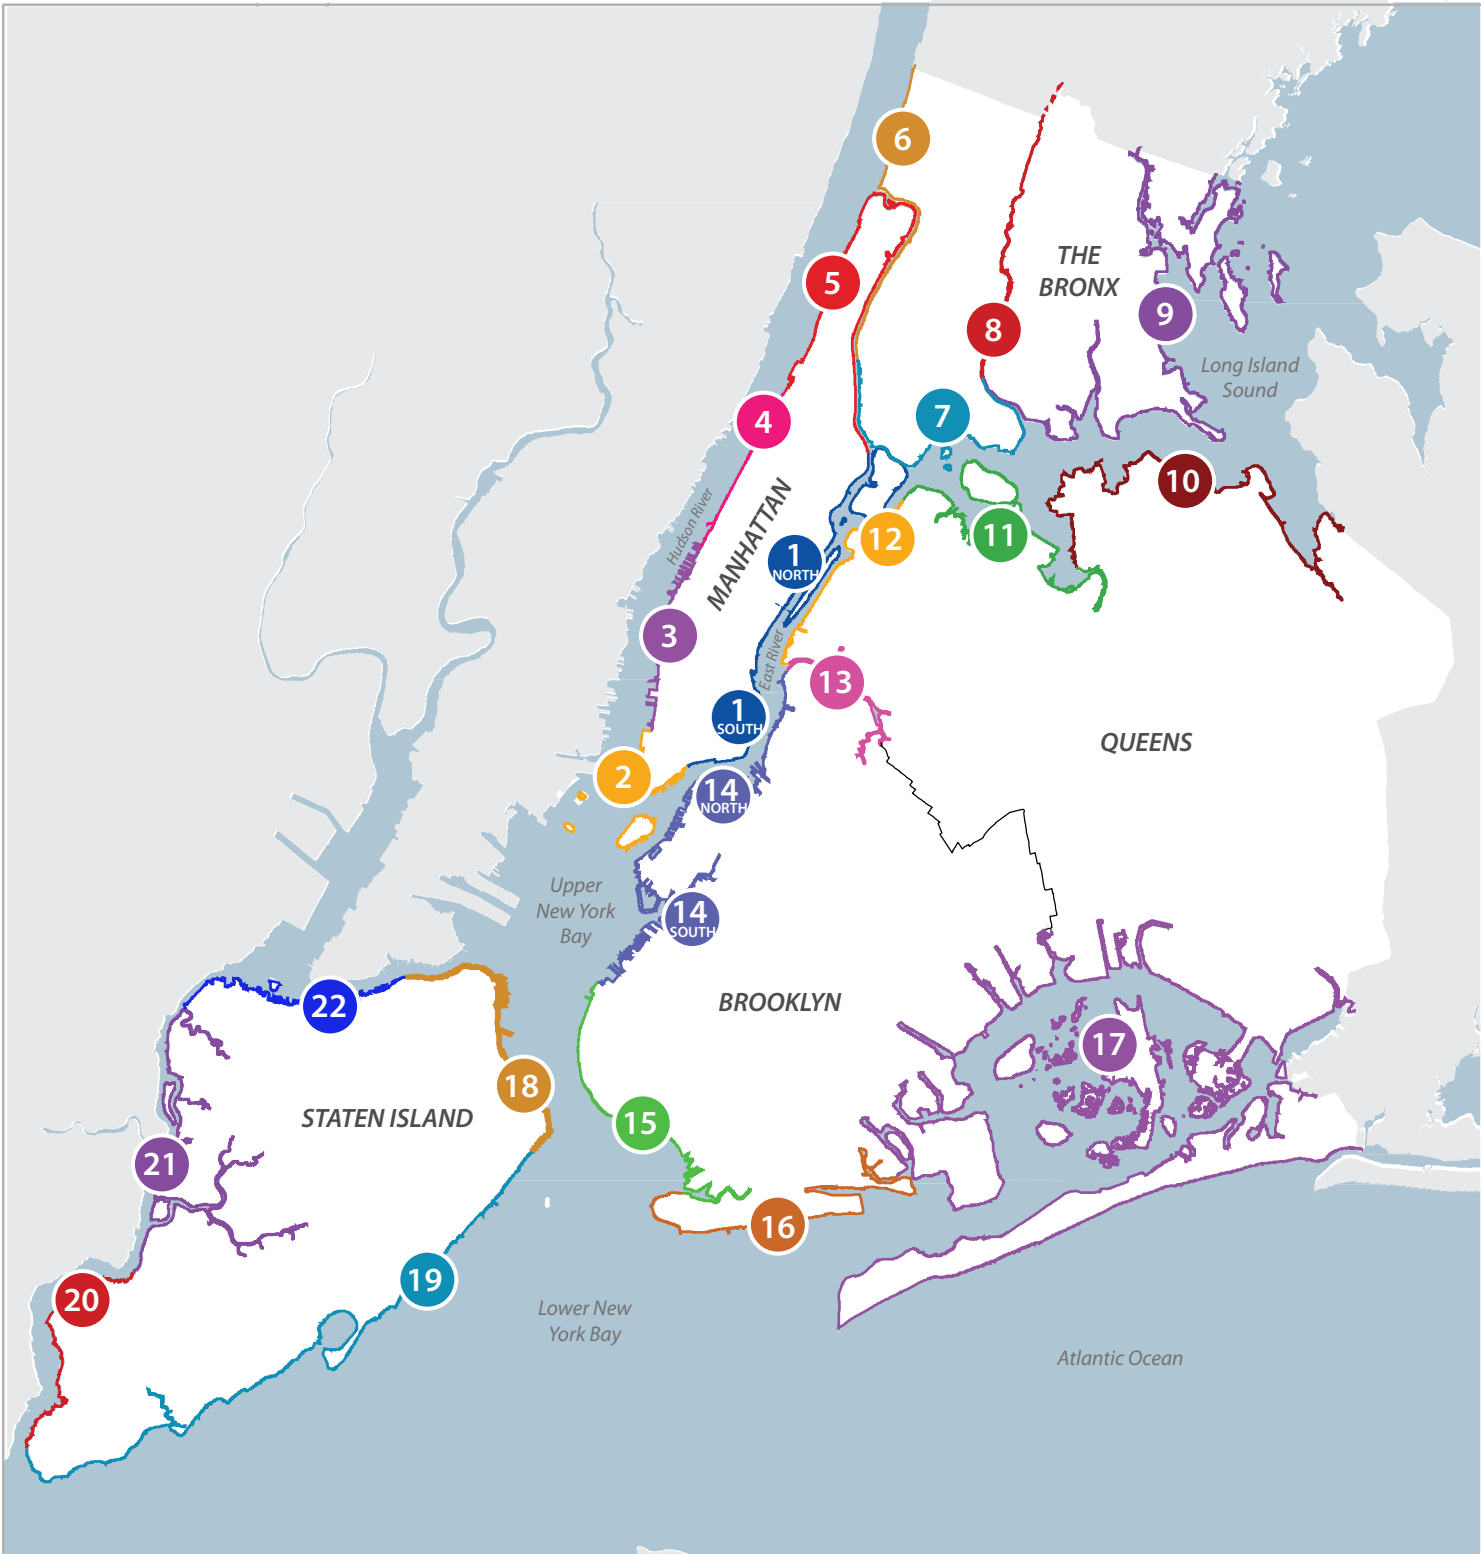 6
THE
BRONX
5
9
8
Long Island
Sound
7
4
10
Hudson River
MANHATTAN
12
11
1
NORTH
3
East River
13
1
SOUTH
QUEENS
2
14
NORTH
Upper
New York
Bay
14
SOUTH
22
BROOKLYN
17
18
STATEN ISLAND
15
21
16
19
20
Lower New
York Bay
Atlantic Ocean